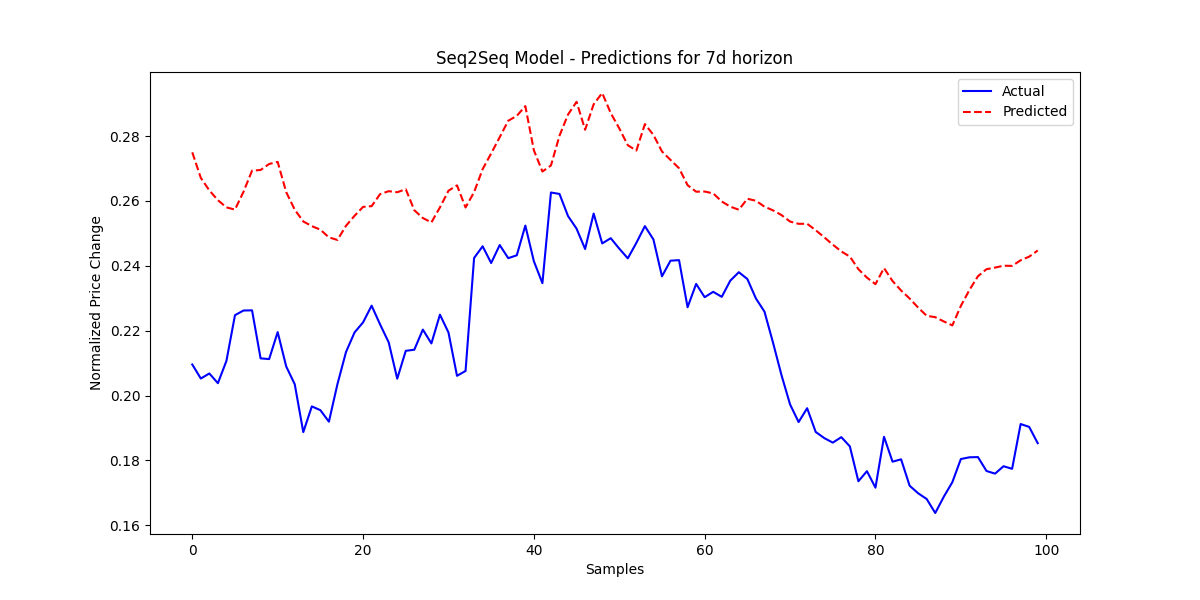 Seq2Seq Model - Predictions for 7d horizon
Actual
Predicted
Normalized Price Change
0.28
0.26
0.24
0.22
0.20
0.18
0.16
0 20 40 60 80 100
Samples